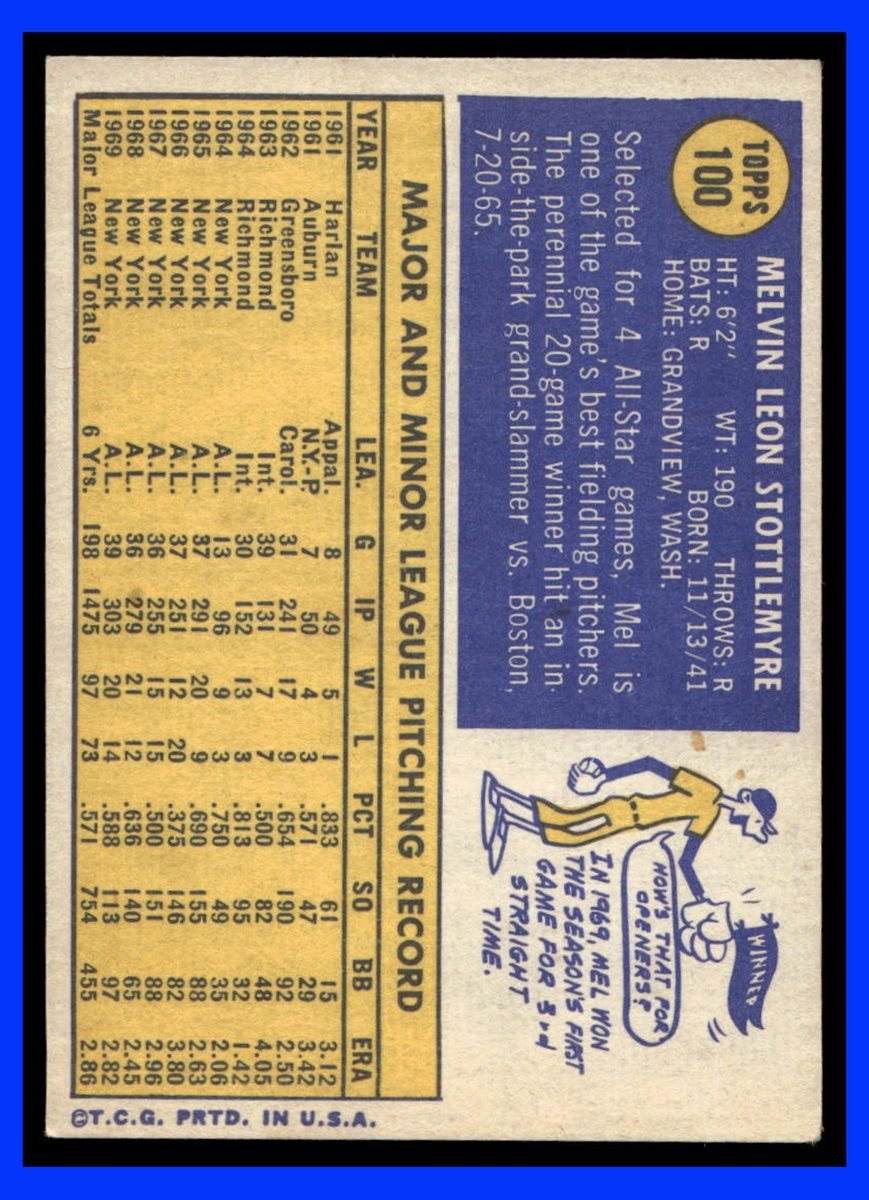 TOPPS
100
MELVIN LEON STOTTLEMYRE
HT: 6'2" WT: 190 THROWS: R
BATS: R BORN: 11/13/41
HOME: GRANDVIEW, WASH.
Selected for 4 All-Star games, Mel is
one of the game's best fielding pitchers.
The perennial 20-game winner hit an in-
side-the-park grand-slammer vs. Boston,
7-20-65.
WINNER
HOW'S THAT FOR
OPENERS?
IN 1969, MEL WON
THE SEASON'S FIRST
GAME FOR 3rd
STRAIGHT
TIME.
MAJOR AND MINOR LEAGUE PITCHING RECORD
YEAR TEAM LEA. G IP W L PCT SO BB ERA
1961 Harlan Appal. 8 49 5 1 .833 61 15 3.12
1961 Auburn N.Y.-P. 7 50 4 3 .571 47 29 3.42
1962 Greensboro Carol. 31 241 17 9 .654 190 92 2.50
1963 Richmond Int. 39 131 7 7 .500 82 48 4.05
1964 Richmond Int. 30 152 13 3 .813 95 32 1.42
1964 New York A.L. 13 96 9 3 .750 49 35 2.06
1965 New York A.L. 37 291 20 9 .690 155 88 2.63
1966 New York A.L. 37 251 12 20 .375 146 82 3.80
1967 New York A.L. 36 255 15 15 .500 151 88 2.96
1968 New York A.L. 36 279 21 12 .636 140 65 2.45
1969 New York A.L. 39 303 20 14 .588 113 97 2.82
Major League Totals 6 Yrs. 198 1475 97 73 .571 754 455 2.86
©T.C.G. PRTD. IN U.S.A.